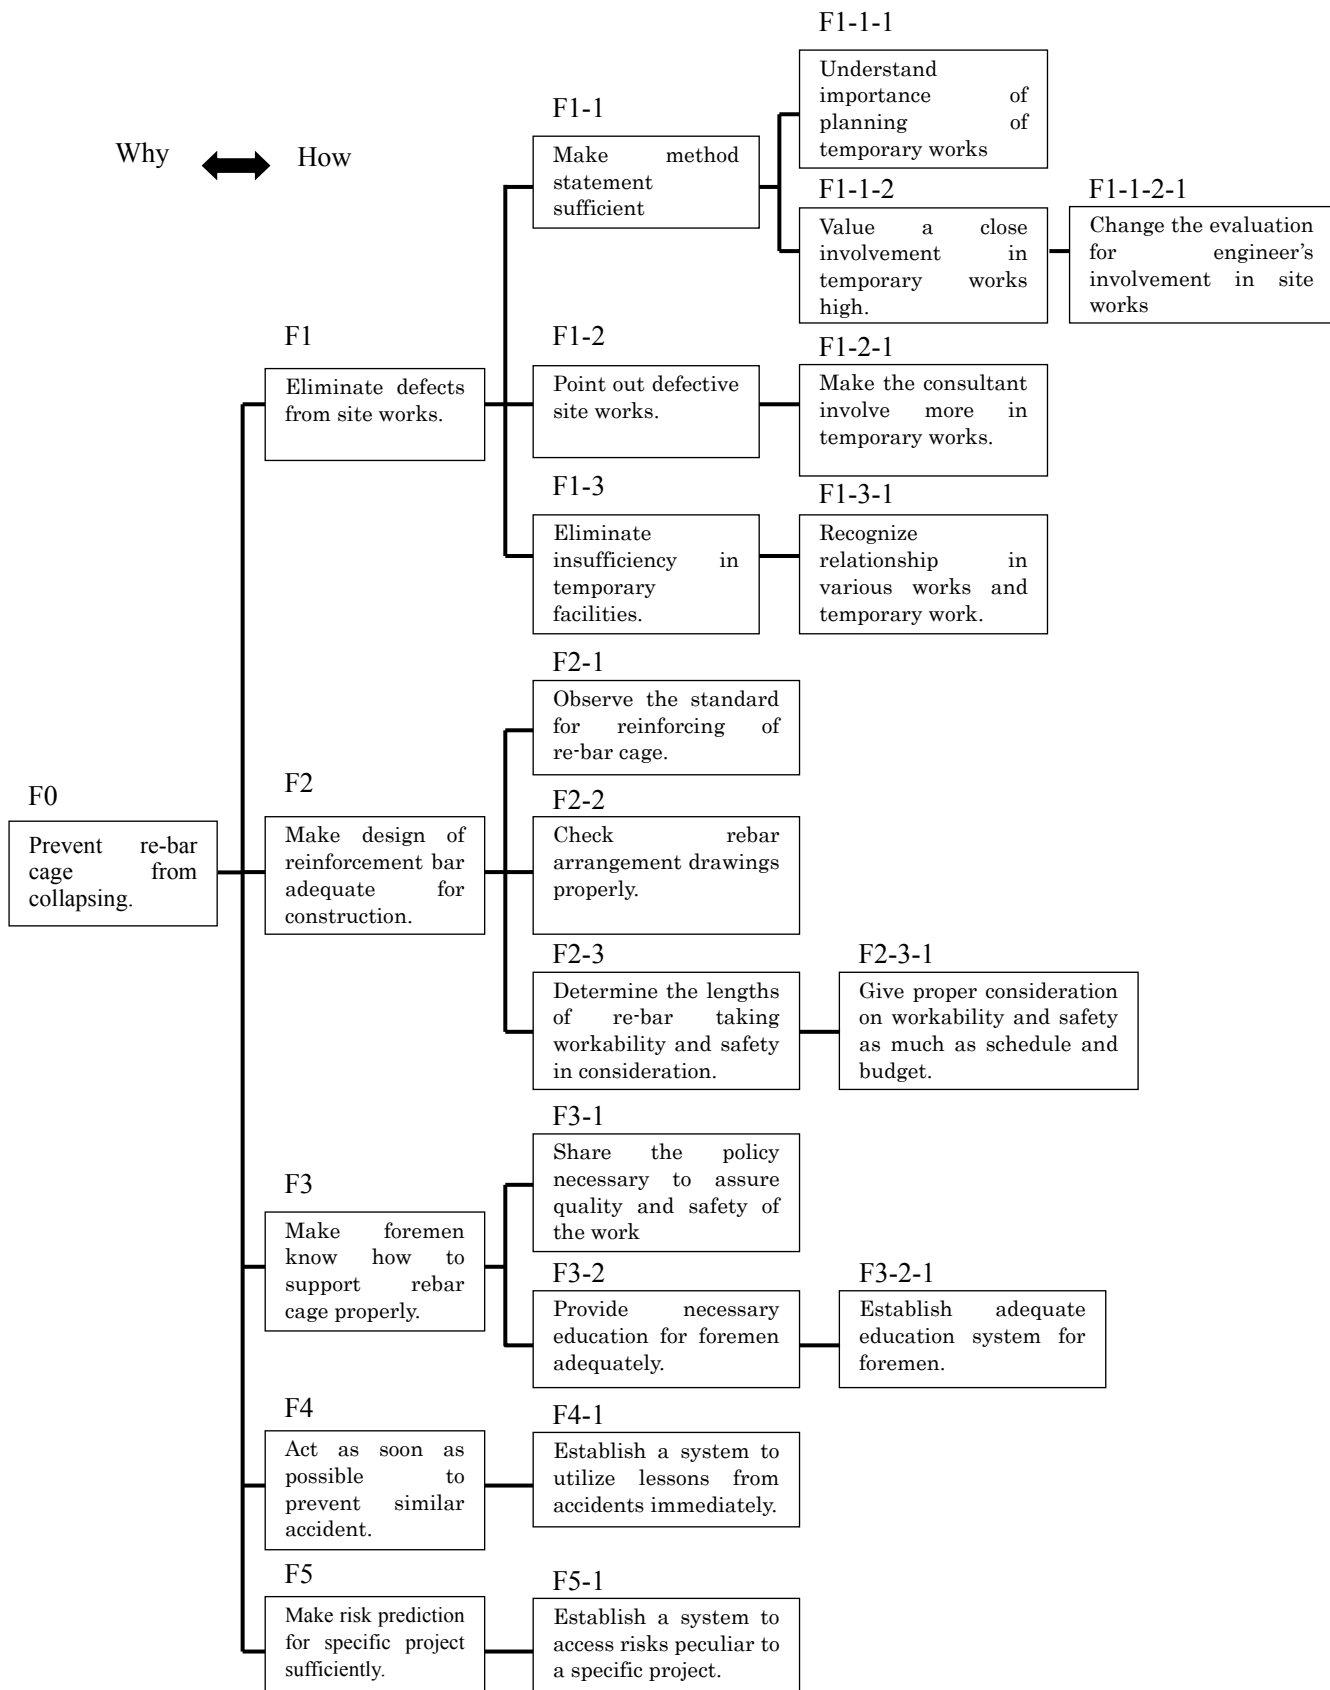 Why
How
F0
Prevent re-bar
cage from
collapsing.
F1
Eliminate defects
from site works.
F1-1
Make method
statement
sufficient
F1-1-1
Understand
importance of
planning of
temporary works
F1-1-2
Value a close
involvement in
temporary works
high.
F1-1-2-1
Change the evaluation
for engineer's
involvement in site
works
F1-2
Point out defective
site works.
F1-2-1
Make the consultant
involve more in
temporary works.
F1-3
Eliminate
insufficiency in
temporary
facilities.
F1-3-1
Recognize
relationship in
various works and
temporary work.
F2
Make design of
reinforcement bar
adequate for
construction.
F2-1
Observe the standard
for reinforcing of
re-bar cage.
F2-2
Check rebar
arrangement drawings
properly.
F2-3
Determine the lengths
of re-bar taking
workability and safety
in consideration.
F2-3-1
Give proper consideration
on workability and safety
as much as schedule and
budget.
F3
Make foremen
know how to
support rebar
cage properly.
F3-1
Share the policy
necessary to assure
quality and safety of
the work
F3-2
Provide necessary
education for foremen
adequately.
F3-2-1
Establish adequate
education system for
foremen.
F4
Act as soon as
possible to
prevent similar
accident.
F4-1
Establish a system to
utilize lessons from
accidents immediately.
F5
Make risk prediction
for specific project
sufficiently.
F5-1
Establish a system to
access risks peculiar to
a specific project.